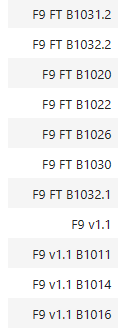 F9 FT B1031.2
F9 FT B1032.2
F9 FT B1020
F9 FT B1022
F9 FT B1026
F9 FT B1030
F9 FT B1032.1
F9 v1.1
F9 v1.1 B1011
F9 v1.1 B1014
F9 v1.1 B1016